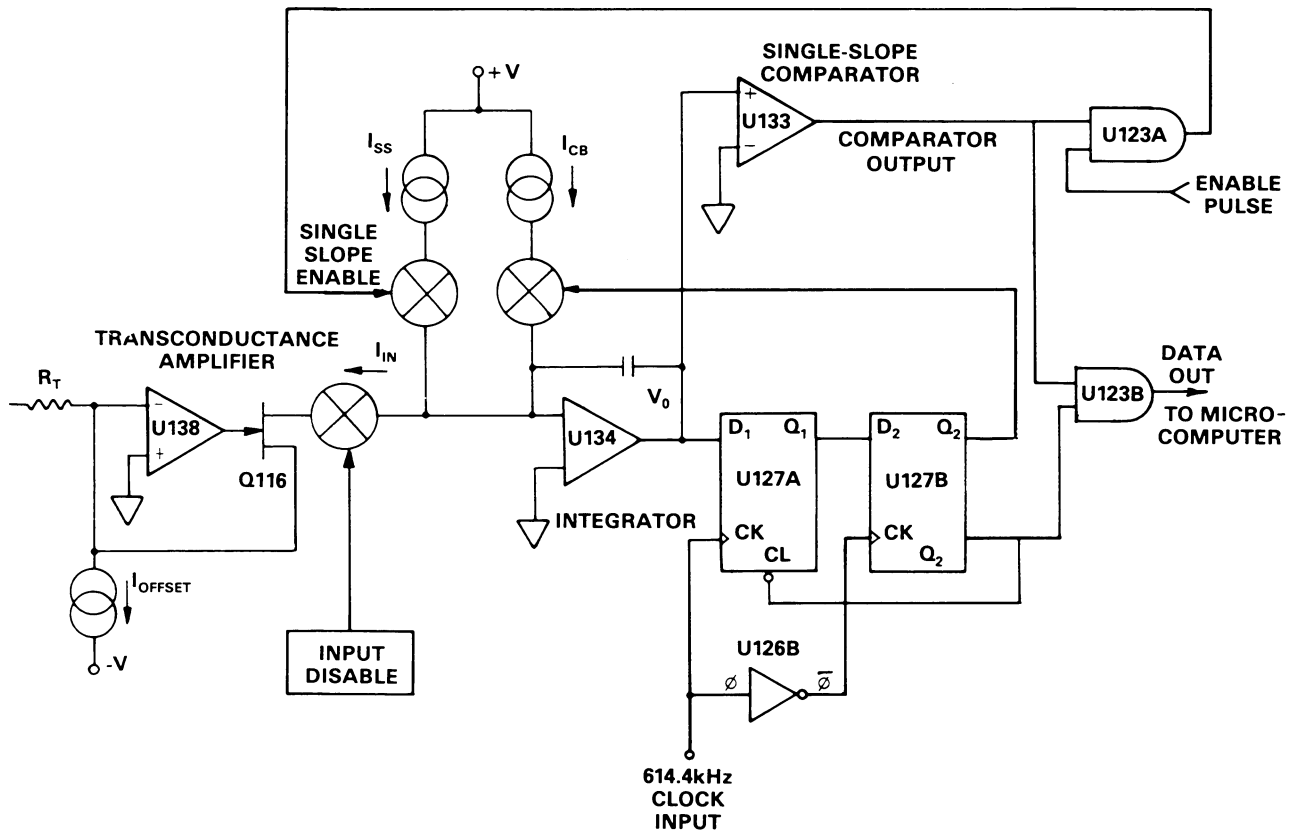 SINGLE-SLOPE
COMPARATOR
+V
I_SS
I_CB
+
U133
−
COMPARATOR
OUTPUT
U123A
ENABLE
PULSE
SINGLE
SLOPE
ENABLE
TRANSCONDUCTANCE
AMPLIFIER
I_IN
R_T
−
U138
+
Q116
V_0
U134
INTEGRATOR
D_1 Q_1
U127A
CK
CL
D_2 Q_2
U127B
CK
Q_2
U123B
DATA
OUT
TO MICRO-
COMPUTER
I_OFFSET
-V
INPUT
DISABLE
U126B
ø
ø̅
614.4kHz
CLOCK
INPUT